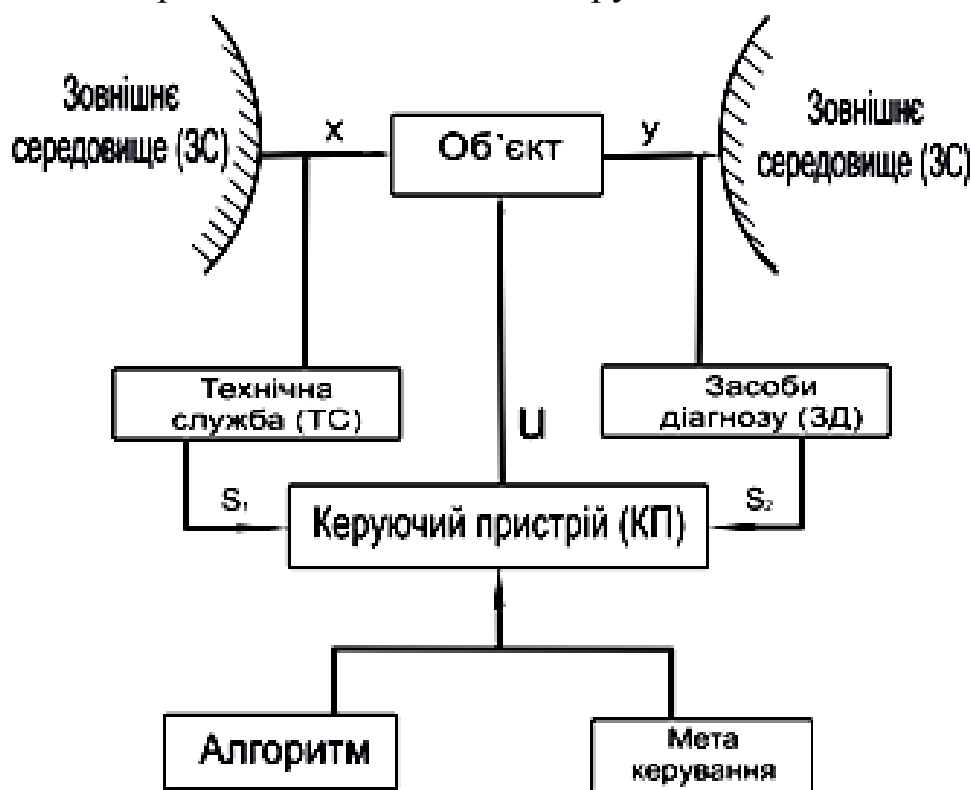 Зовнішнє
середовище (ЗС)
x
Об`єкт
y
Зовнішнє
середовище (ЗС)
Технічна
служба (ТС)
U
Засоби
діагнозу (ЗД)
S₁
Керуючий пристрій (КП)
S₂
Алгоритм
Мета
керування